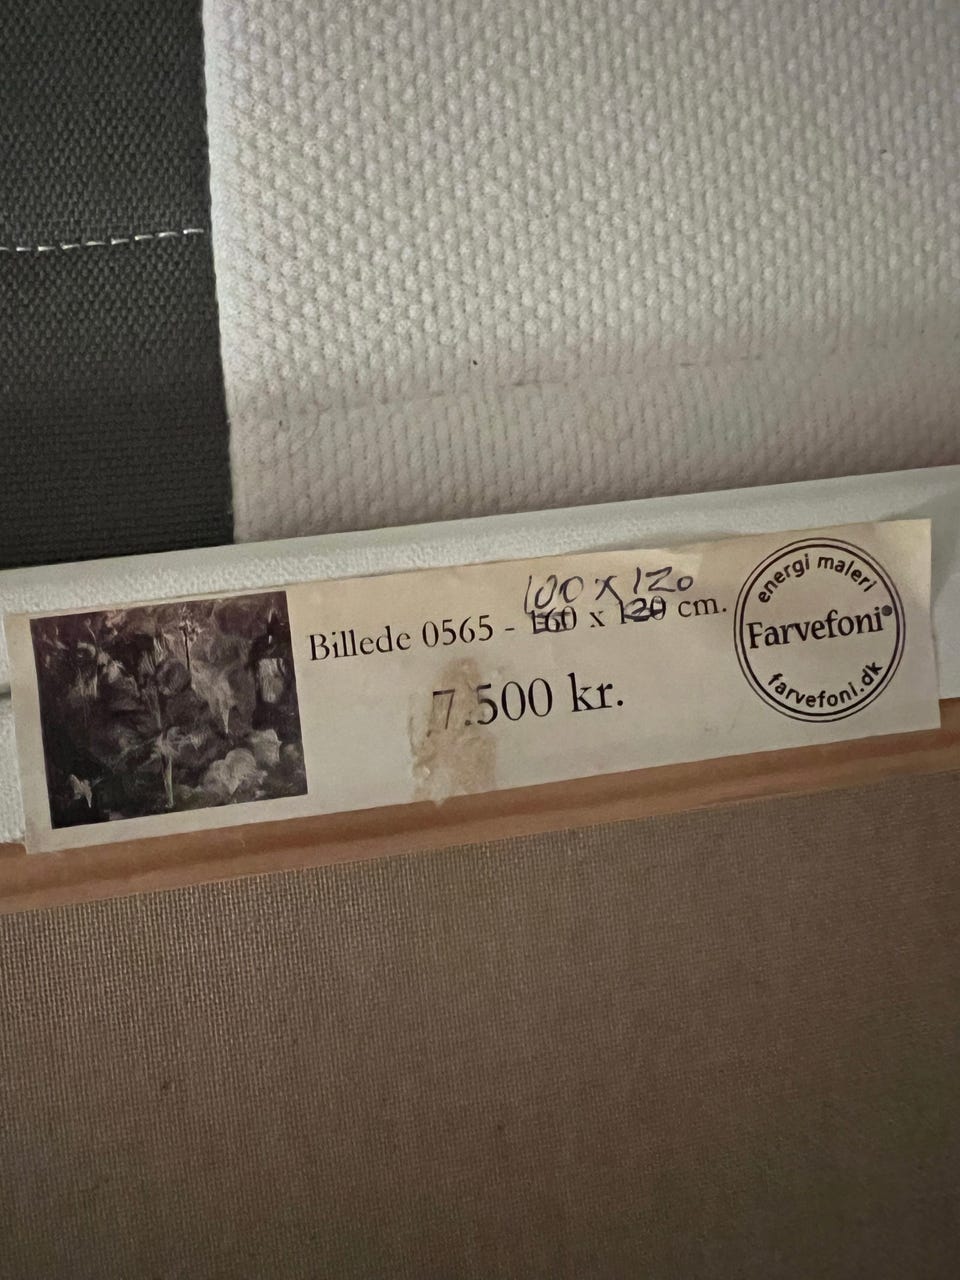 100 x 120
Billede 0565 - 160 x 120 cm.
7.500 kr.
energi maleri
Farvefoni®
farvefoni.dk